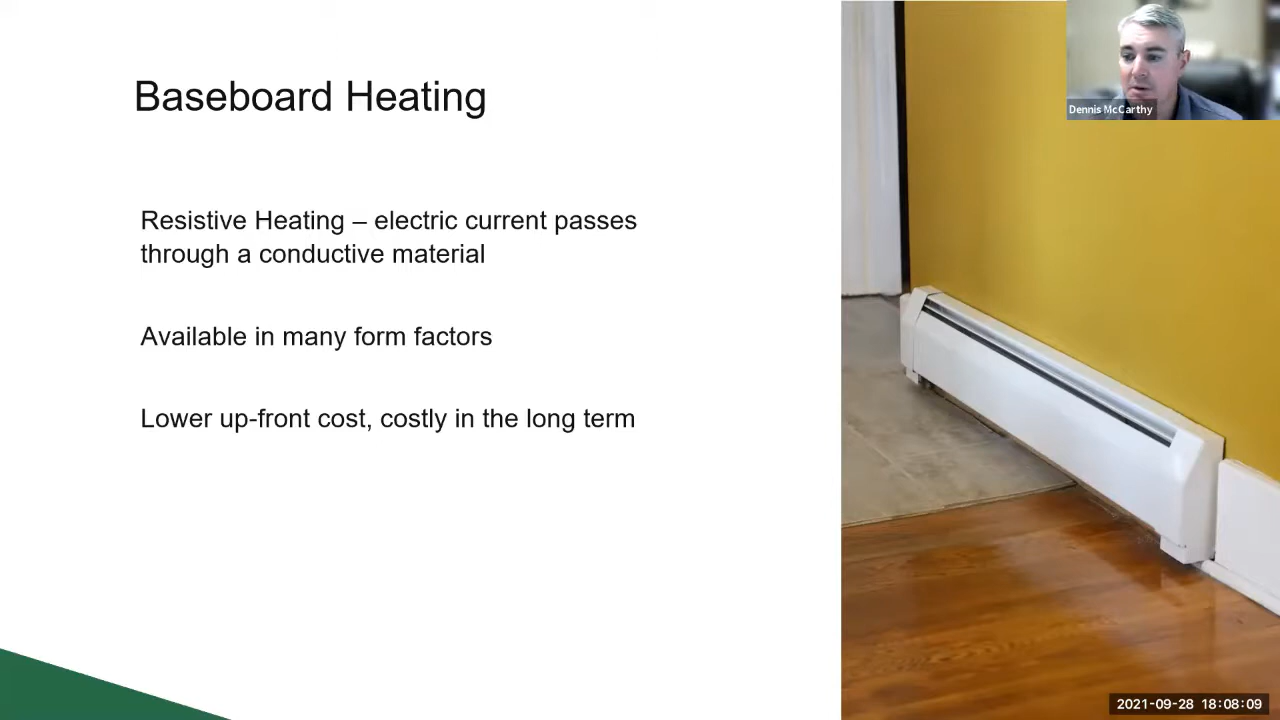 Baseboard Heating
Resistive Heating – electric current passes
through a conductive material
Available in many form factors
Lower up-front cost, costly in the long term
Dennis McCarthy
2021-09-28 18:08:09